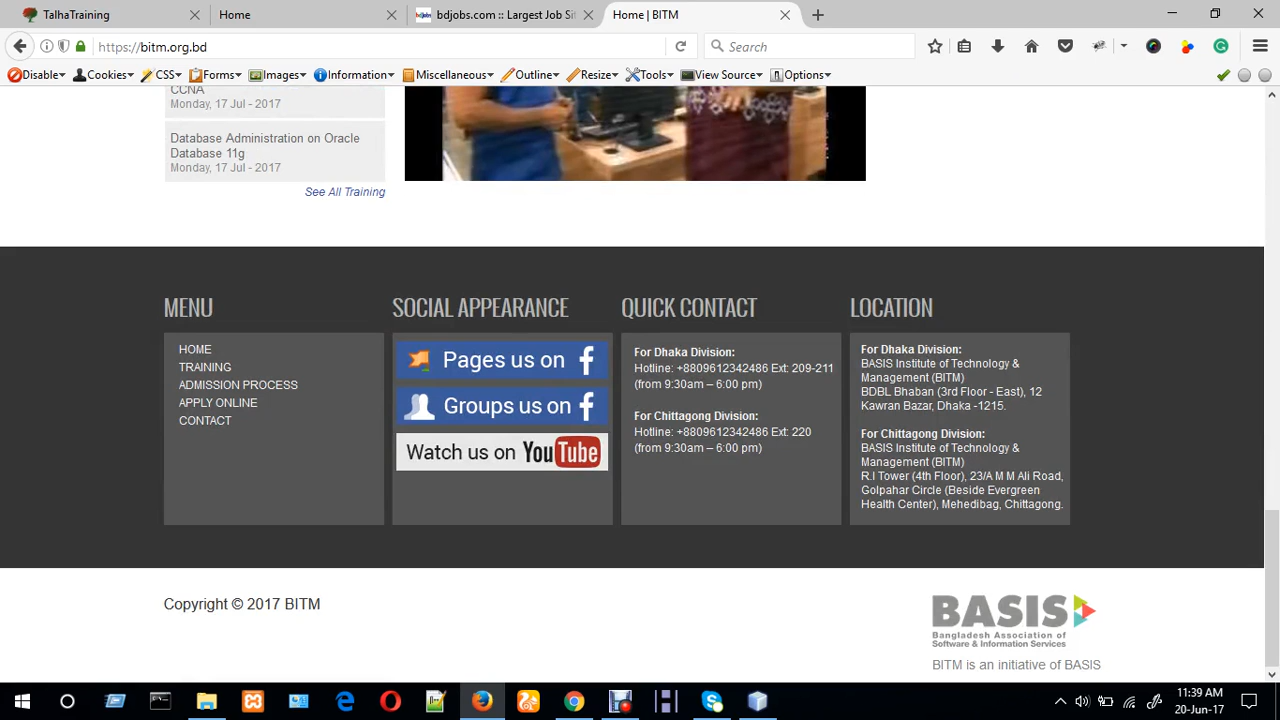 TalhaTraining
Home
bdjobs.com :: Largest Job Si
Home | BITM
https://bitm.org.bd
Search
Disable
Cookies
CSS
Forms
Images
Information
Miscellaneous
Outline
Resize
Tools
View Source
Options
CCNA
Monday, 17 Jul - 2017
Database Administration on Oracle
Database 11g
Monday, 17 Jul - 2017
See All Training
MENU
HOME
TRAINING
ADMISSION PROCESS
APPLY ONLINE
CONTACT
SOCIAL APPEARANCE
Pages us on f
Groups us on f
Watch us on YouTube
QUICK CONTACT
For Dhaka Division:
Hotline: +8809612342486 Ext: 209-211
(from 9:30am – 6:00 pm)
For Chittagong Division:
Hotline: +8809612342486 Ext: 220
(from 9:30am – 6:00 pm)
LOCATION
For Dhaka Division:
BASIS Institute of Technology &
Management (BITM)
BDBL Bhaban (3rd Floor - East), 12
Kawran Bazar, Dhaka -1215.
For Chittagong Division:
BASIS Institute of Technology &
Management (BITM)
R.I Tower (4th Floor), 23/A M M Ali Road,
Golpahar Circle (Beside Evergreen
Health Center), Mehedibag, Chittagong.
Copyright © 2017 BITM
BASIS
Bangladesh Association of
Software & Information Services
BITM is an initiative of BASIS
11:39 AM
20-Jun-17